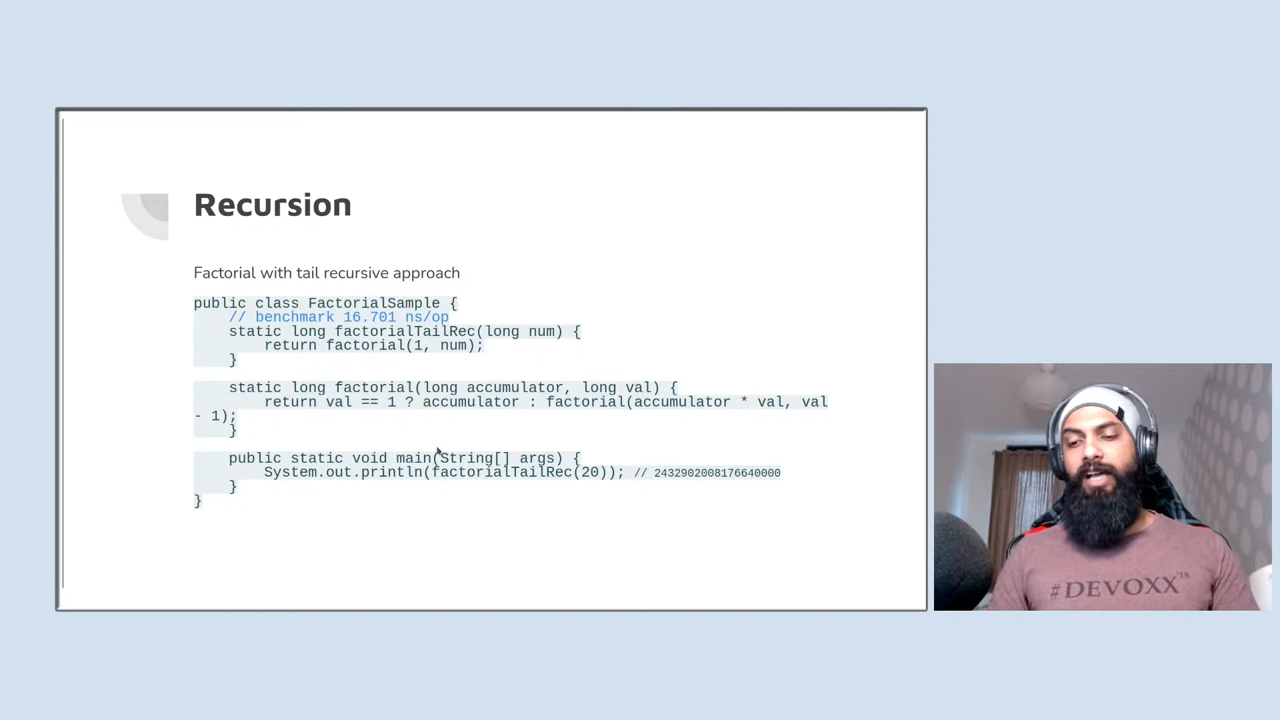 Recursion
Factorial with tail recursive approach
public class FactorialSample {
// benchmark 16.701 ns/op
static long factorialTailRec(long num) {
return factorial(1, num);
}
static long factorial(long accumulator, long val) {
return val == 1 ? accumulator : factorial(accumulator * val, val
- 1);
}
public static void main(String[] args) {
System.out.println(factorialTailRec(20)); // 2432902008176640000
}
}
#DEVOXX'18